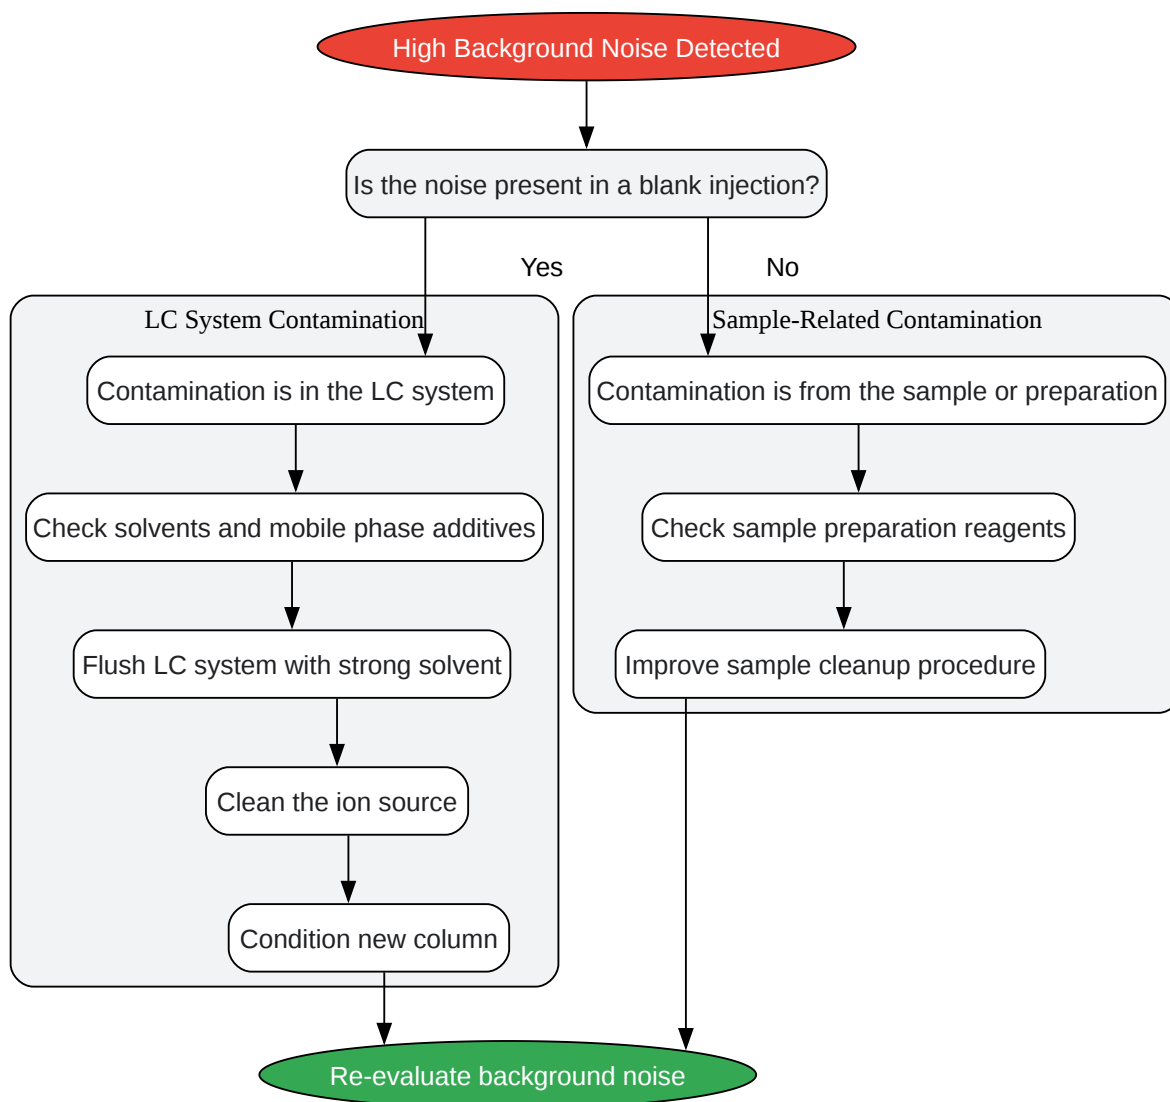 High Background Noise Detected
Is the noise present in a blank injection?
Yes
No
LC System Contamination
Contamination is in the LC system
Check solvents and mobile phase additives
Flush LC system with strong solvent
Clean the ion source
Condition new column
Sample-Related Contamination
Contamination is from the sample or preparation
Check sample preparation reagents
Improve sample cleanup procedure
Re-evaluate background noise